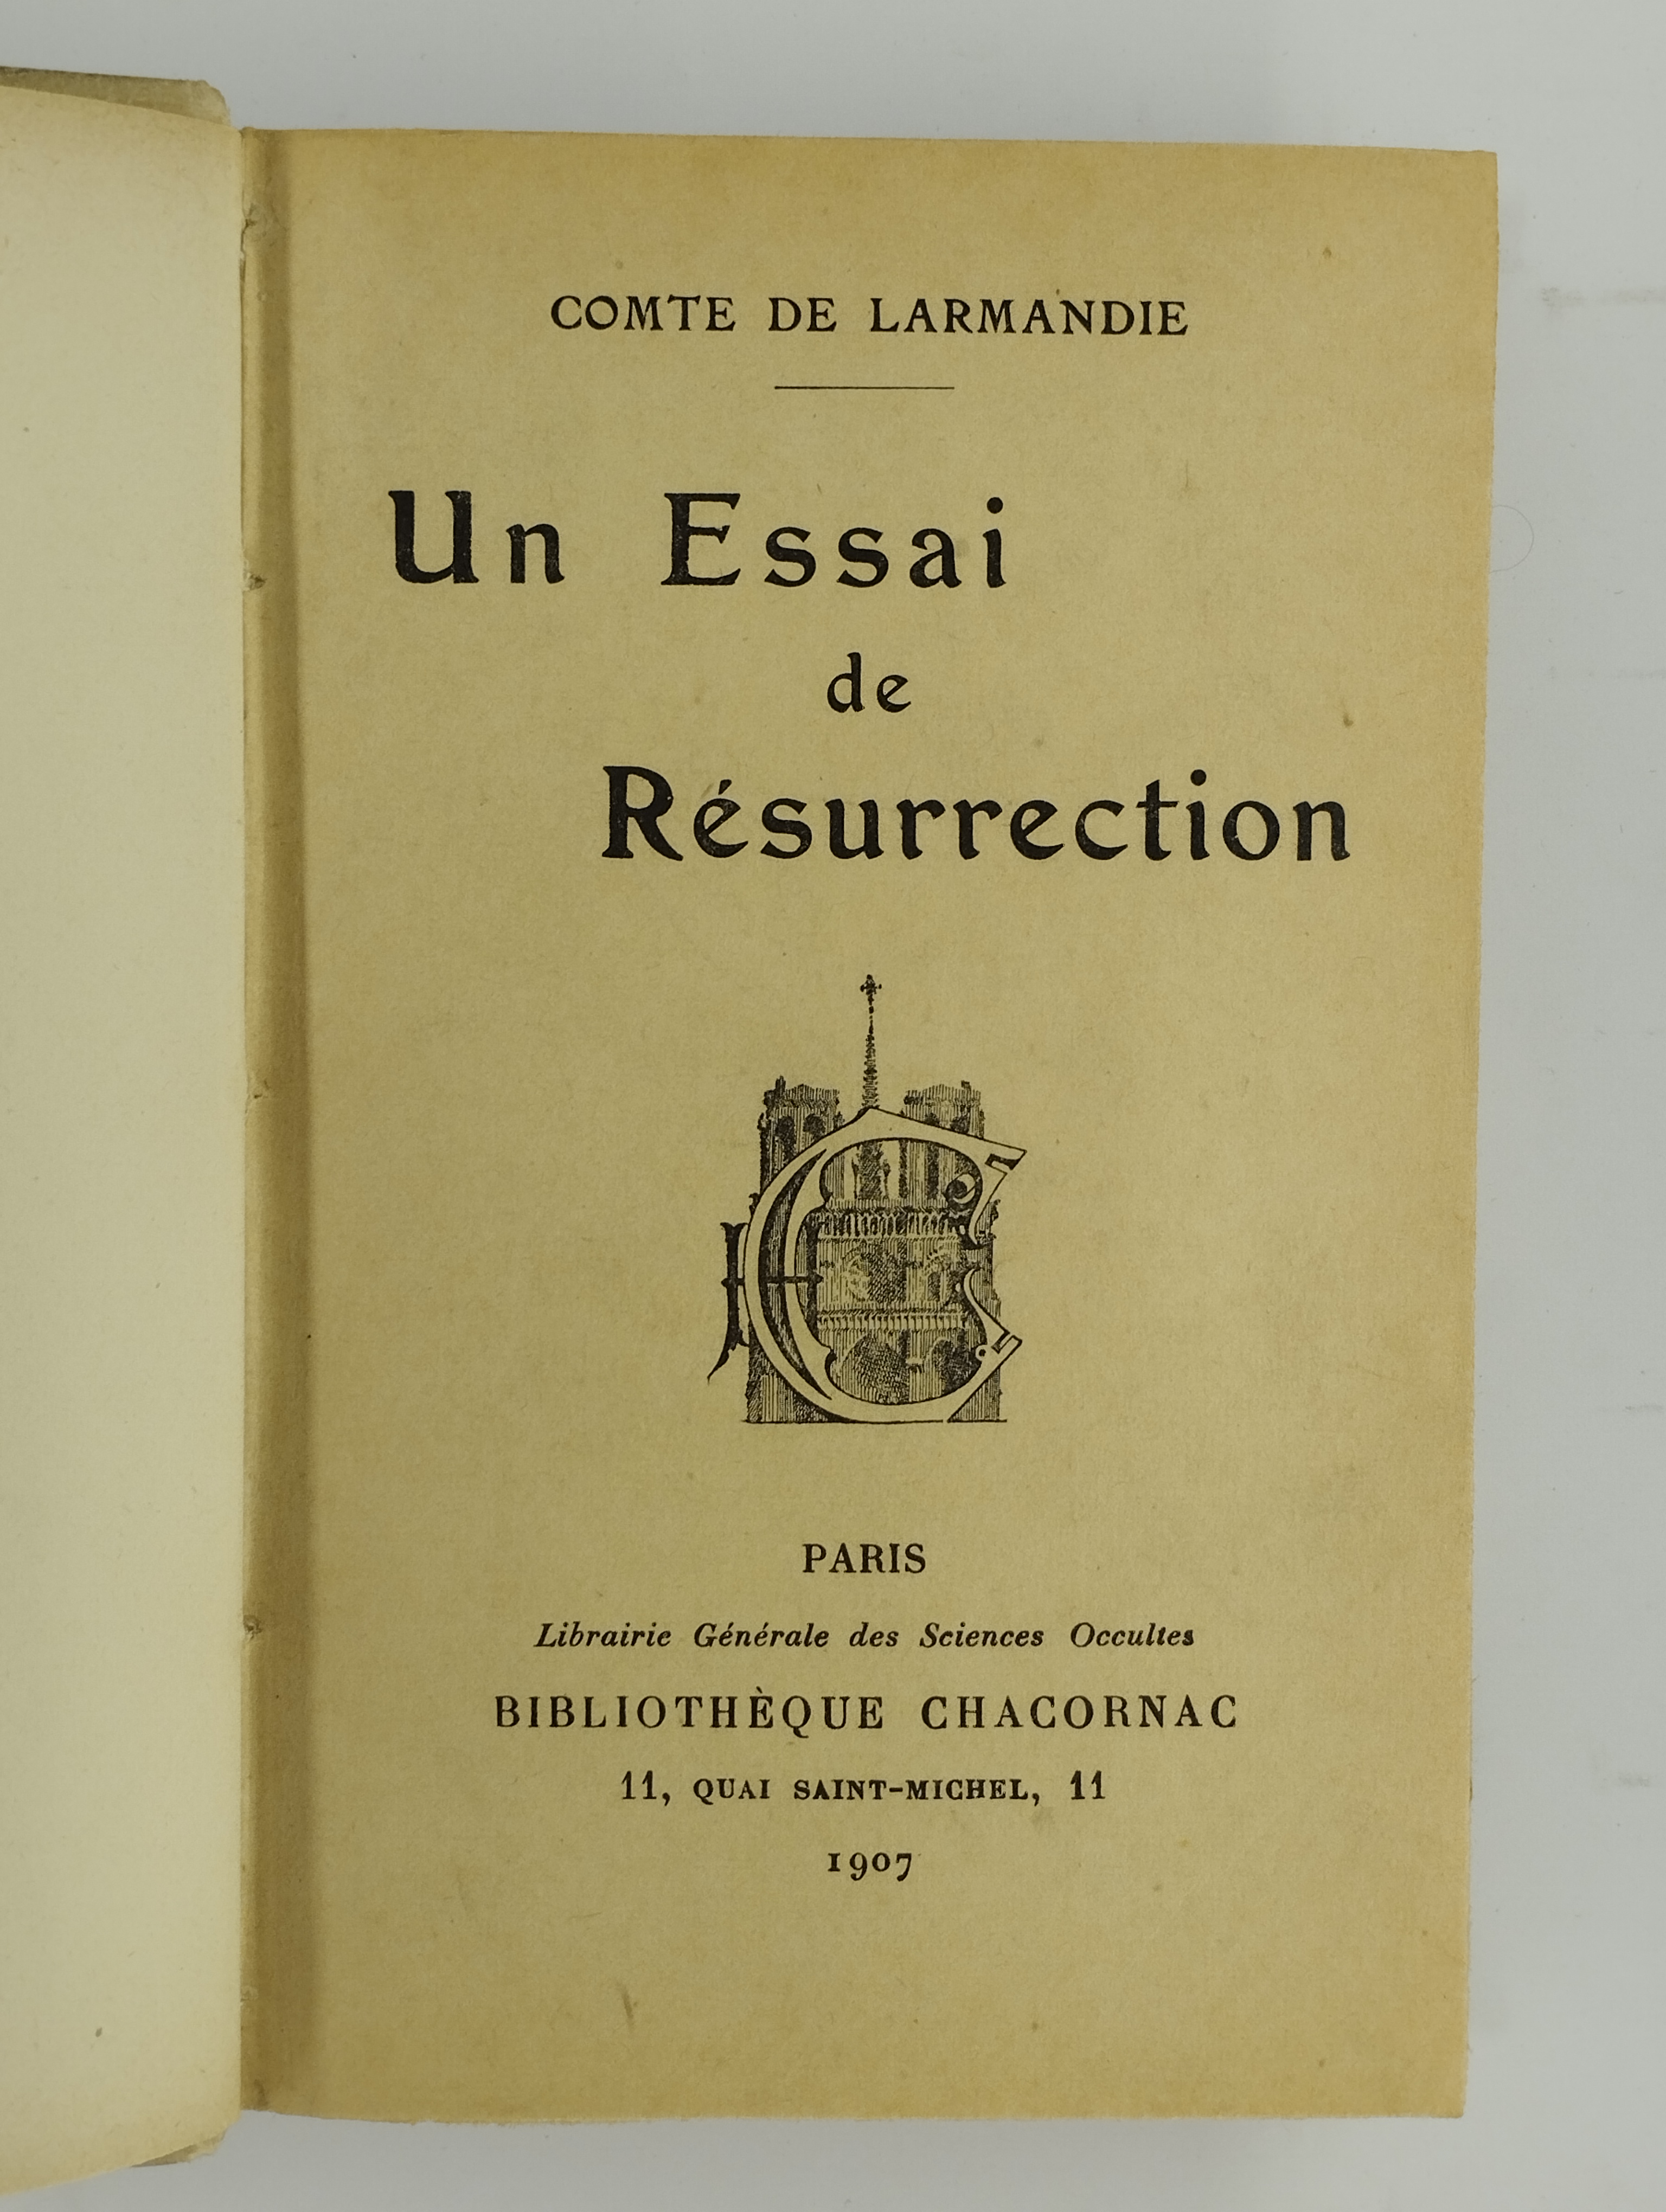 COMTE DE LARMANDIE
Un Essai
de
Résurrection
HC
PARIS
Librairie Générale des Sciences Occultes
BIBLIOTHÈQUE CHACORNAC
11, QUAI SAINT-MICHEL, 11
1907